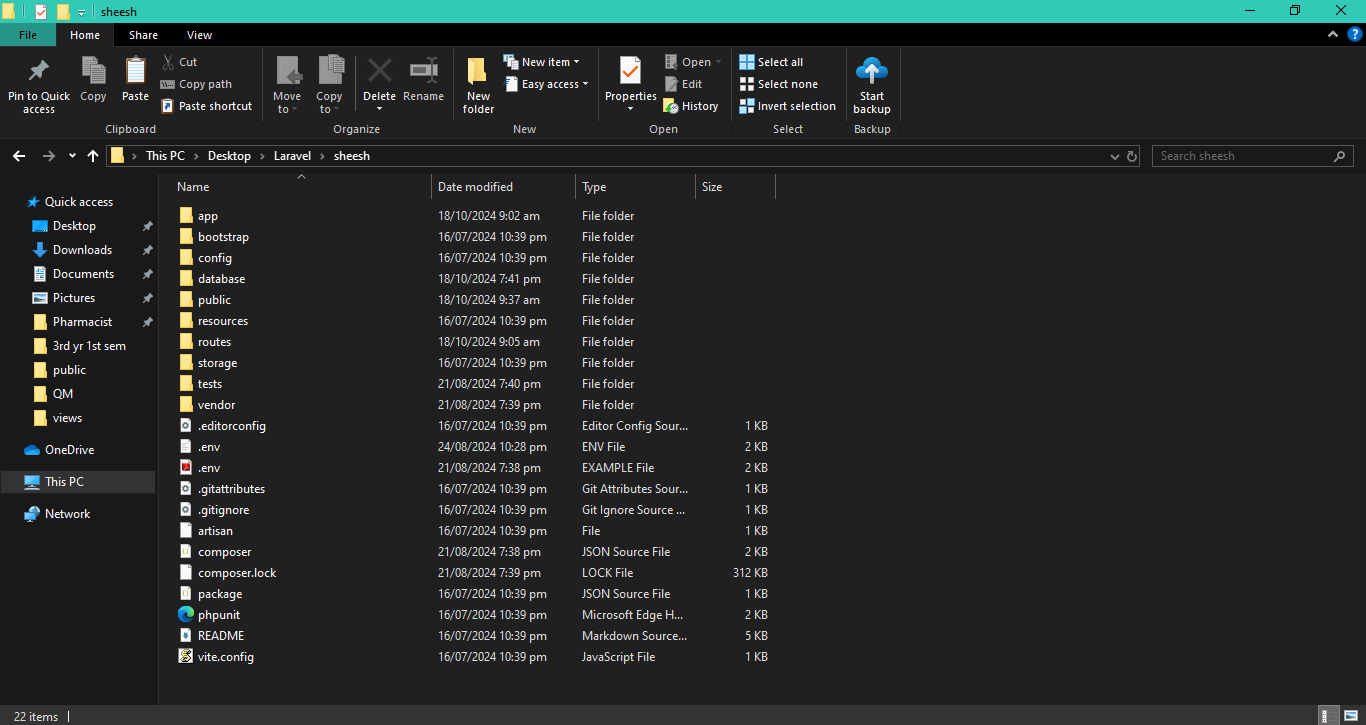 sheesh
File Home Share View
Pin to Quick access
Copy
Paste
Cut
Copy path
Paste shortcut
Clipboard
Move to
Copy to
Delete
Rename
Organize
New folder
New item
Easy access
New
Properties
Open
Edit
History
Open
Select all
Select none
Invert selection
Select
Start backup
Backup
This PC > Desktop > Laravel > sheesh
Search sheesh
Quick access
Desktop
Downloads
Documents
Pictures
Pharmacist
3rd yr 1st sem
public
QM
views
OneDrive
This PC
Network
Name Date modified Type Size
app 18/10/2024 9:02 am File folder
bootstrap 16/07/2024 10:39 pm File folder
config 16/07/2024 10:39 pm File folder
database 18/10/2024 7:41 pm File folder
public 18/10/2024 9:37 am File folder
resources 16/07/2024 10:39 pm File folder
routes 18/10/2024 9:05 am File folder
storage 16/07/2024 10:39 pm File folder
tests 21/08/2024 7:40 pm File folder
vendor 21/08/2024 7:39 pm File folder
.editorconfig 16/07/2024 10:39 pm Editor Config Sour... 1 KB
.env 24/08/2024 10:28 pm ENV File 2 KB
.env 21/08/2024 7:38 pm EXAMPLE File 2 KB
.gitattributes 16/07/2024 10:39 pm Git Attributes Sour... 1 KB
.gitignore 16/07/2024 10:39 pm Git Ignore Source ... 1 KB
artisan 16/07/2024 10:39 pm File 1 KB
composer 21/08/2024 7:38 pm JSON Source File 2 KB
composer.lock 21/08/2024 7:39 pm LOCK File 312 KB
package 16/07/2024 10:39 pm JSON Source File 1 KB
phpunit 16/07/2024 10:39 pm Microsoft Edge H... 2 KB
README 16/07/2024 10:39 pm Markdown Source... 5 KB
vite.config 16/07/2024 10:39 pm JavaScript File 1 KB
22 items